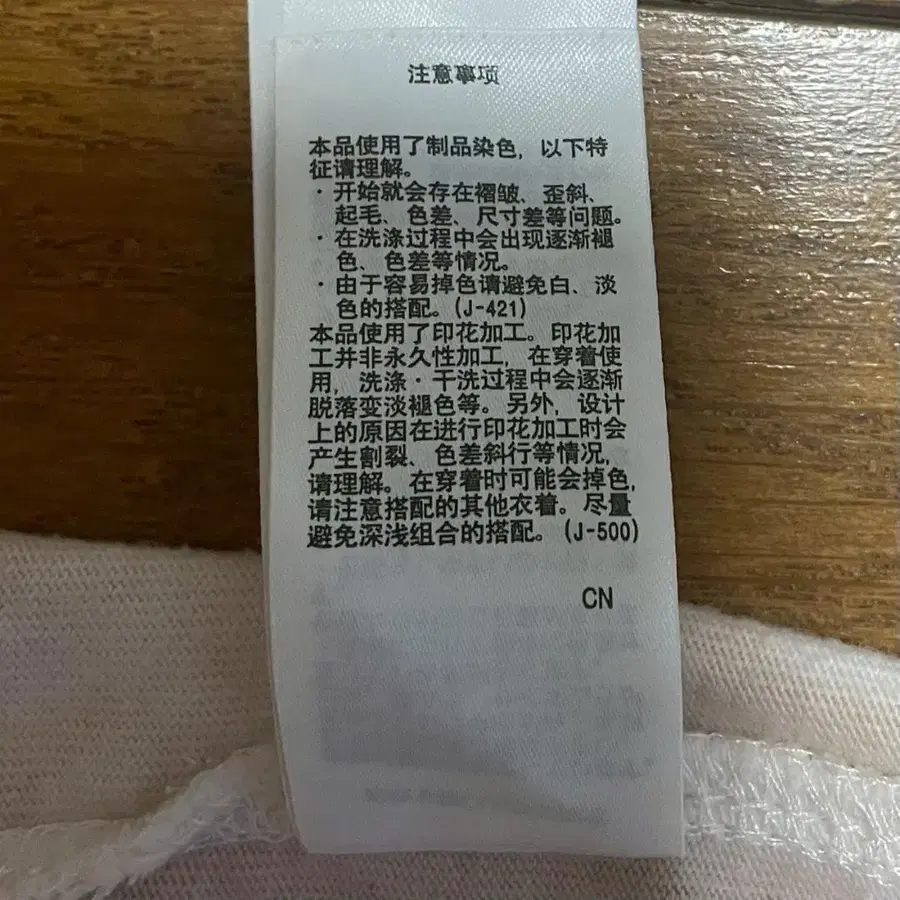 注意事项
本品使用了制品染色，以下特
征请理解。
·开始就会存在褶皱、歪斜、
起毛、色差、尺寸差等问题。
·在洗涤过程中会出现逐渐褪
色、色差等情况。
·由于容易掉色请避免白、淡
色的搭配。(J-421)
本品使用了印花加工。印花加
工并非永久性加工，在穿着使
用，洗涤·干洗过程中会逐渐
脱落变淡褪色等。另外，设计
上的原因在进行印花加工时会
产生割裂、色差斜行等情况，
请理解。在穿着时可能会掉色，
请注意搭配的其他衣着。尽量
避免深浅组合的搭配。(J-500)
CN